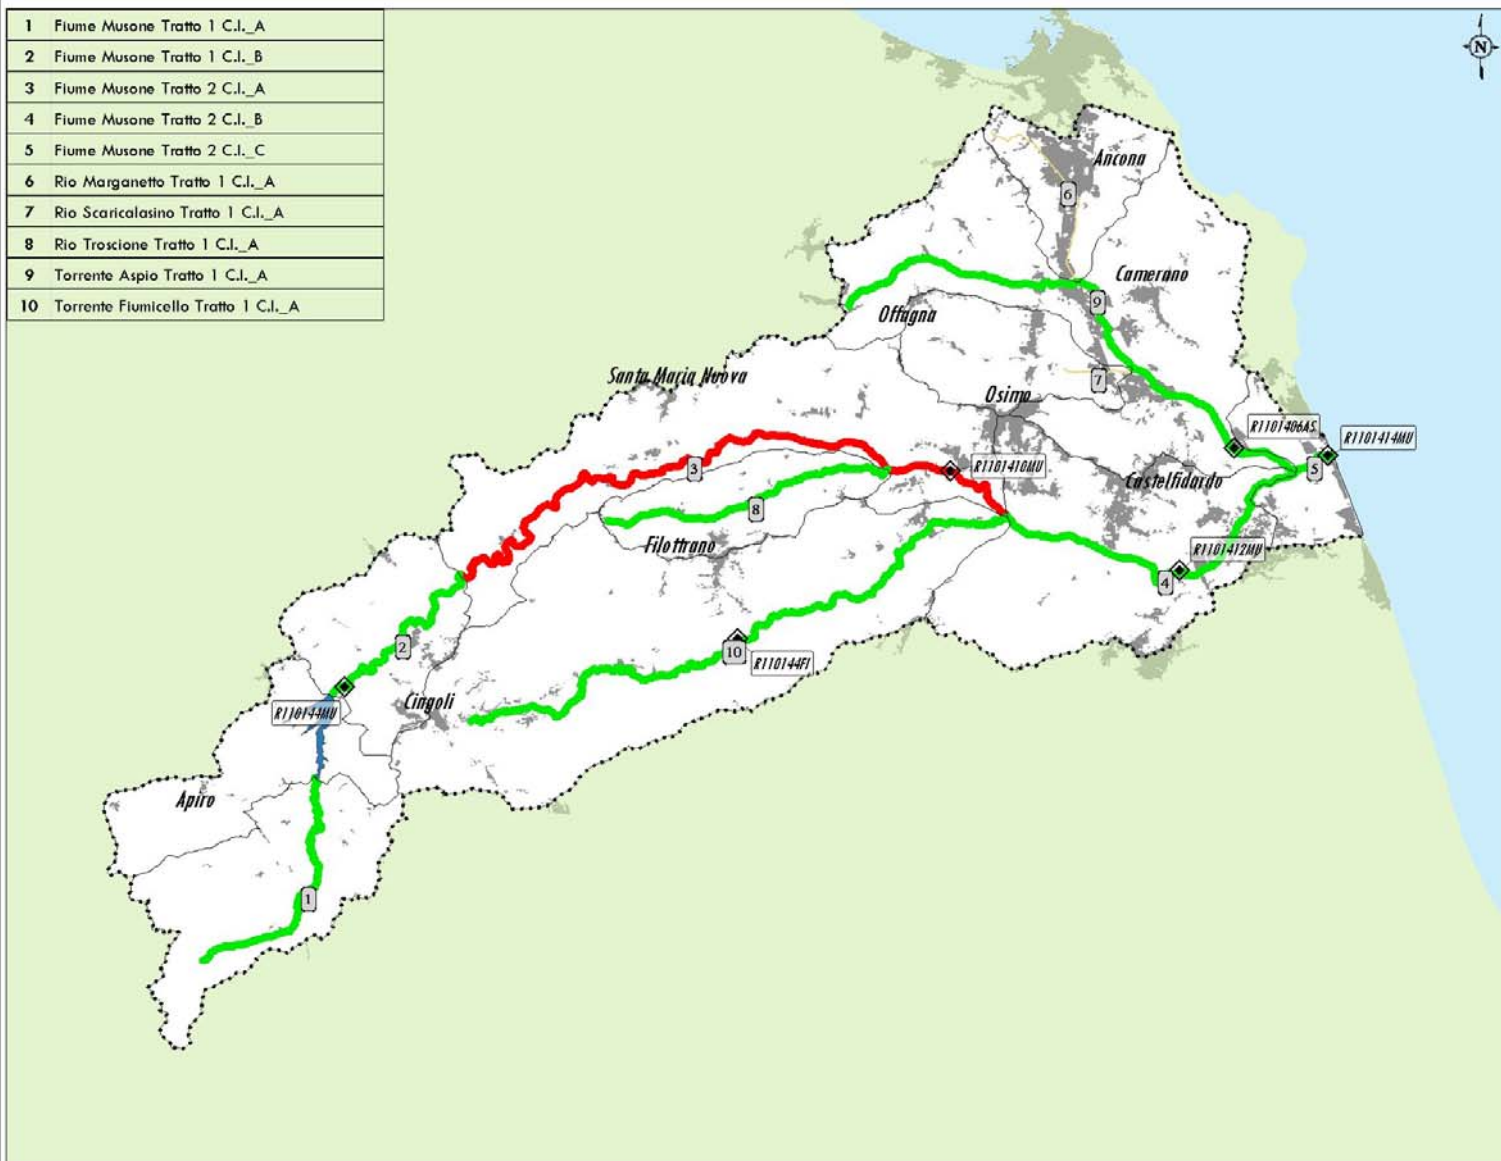 1 Fiume Musone Tratto 1 C.I._A
2 Fiume Musone Tratto 1 C.I._B
3 Fiume Musone Tratto 2 C.I._A
4 Fiume Musone Tratto 2 C.I._B
5 Fiume Musone Tratto 2 C.I._C
6 Rio Marganetto Tratto 1 C.I._A
7 Rio Scaricalasino Tratto 1 C.I._A
8 Rio Troscione Tratto 1 C.I._A
9 Torrente Aspio Tratto 1 C.I._A
10 Torrente Fiumicello Tratto 1 C.I._A
N
Ancona
6
Camerano
9
Offagna
Santa Maria Nuova
7
Osimo
R1101406AS
R1101414MU
3
R1101410MU
5
Castelfidardo
8
Filottrano
R1101412MU
4
2
10
R110144FI
Cingoli
R110144MU
Apiro
1